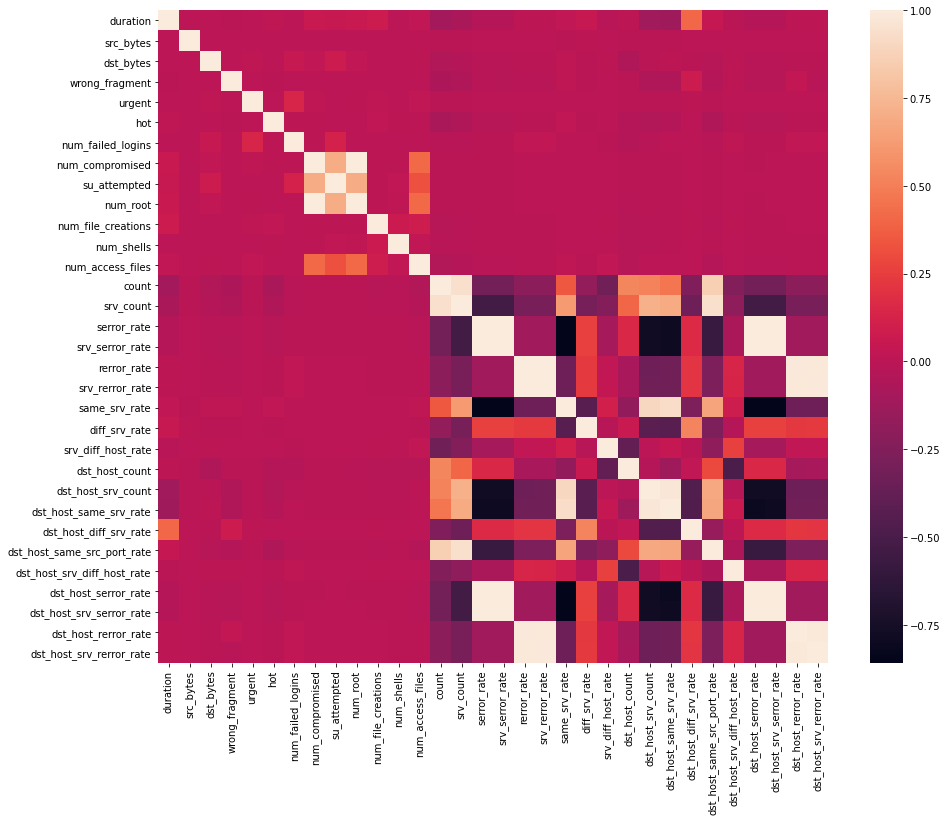 duration
src_bytes
dst_bytes
wrong_fragment
urgent
hot
num_failed_logins
num_compromised
su_attempted
num_root
num_file_creations
num_shells
num_access_files
count
srv_count
serror_rate
srv_serror_rate
rerror_rate
srv_rerror_rate
same_srv_rate
diff_srv_rate
srv_diff_host_rate
dst_host_count
dst_host_srv_count
dst_host_same_srv_rate
dst_host_diff_srv_rate
dst_host_same_src_port_rate
dst_host_srv_diff_host_rate
dst_host_serror_rate
dst_host_srv_serror_rate
dst_host_rerror_rate
dst_host_srv_rerror_rate
duration
src_bytes
dst_bytes
wrong_fragment
urgent
hot
num_failed_logins
num_compromised
su_attempted
num_root
num_file_creations
num_shells
num_access_files
count
srv_count
serror_rate
srv_serror_rate
rerror_rate
srv_rerror_rate
same_srv_rate
diff_srv_rate
srv_diff_host_rate
dst_host_count
dst_host_srv_count
dst_host_same_srv_rate
dst_host_diff_srv_rate
dst_host_same_src_port_rate
dst_host_srv_diff_host_rate
dst_host_serror_rate
dst_host_srv_serror_rate
dst_host_rerror_rate
dst_host_srv_rerror_rate
1.00
0.75
0.50
0.25
0.00
−0.25
−0.50
−0.75